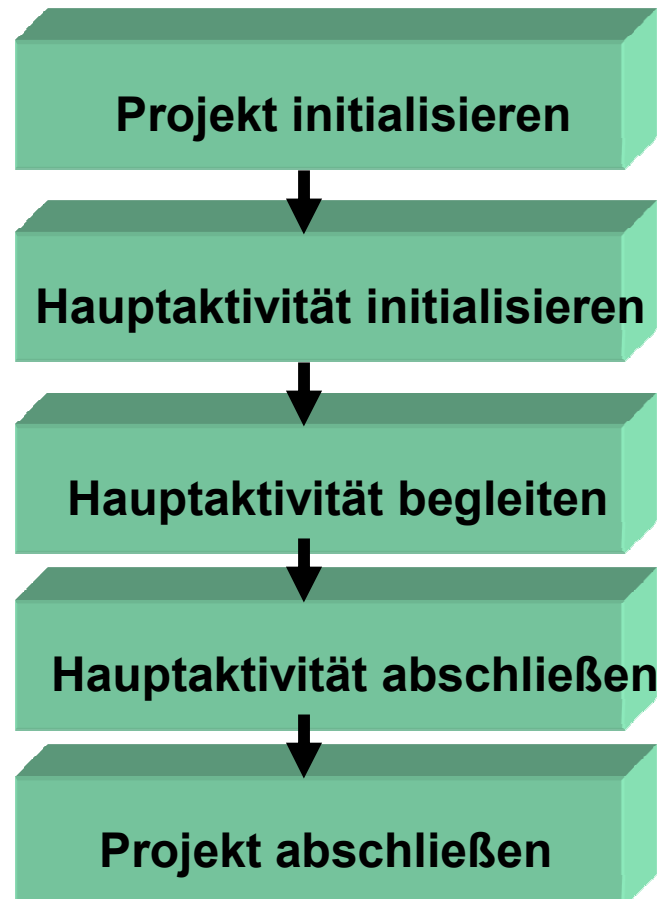 Projekt initialisieren
Hauptaktivität initialisieren
Hauptaktivität begleiten
Hauptaktivität abschließen
Projekt abschließen